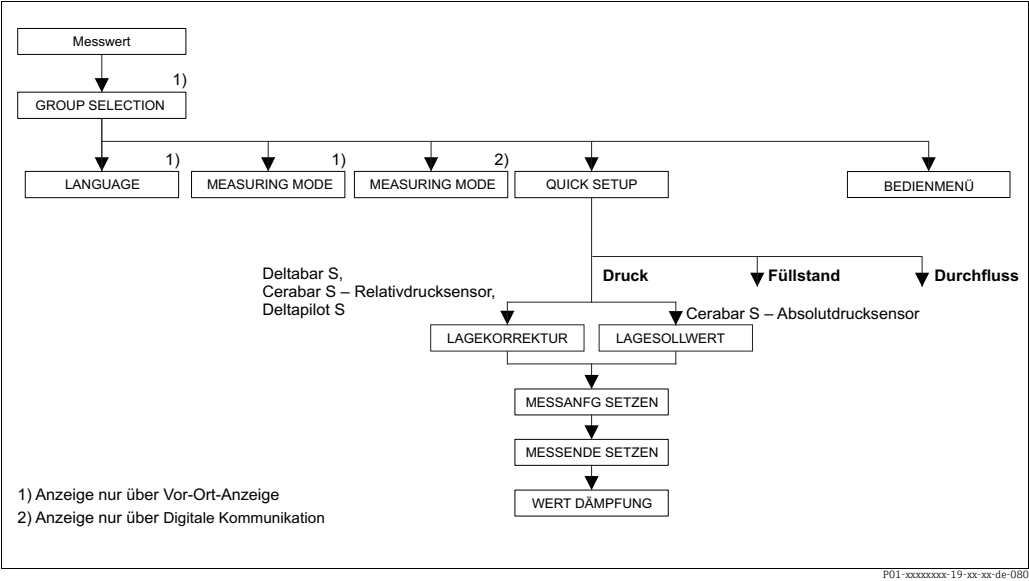 Messwert
1)
GROUP SELECTION
1)
1)
2)
LANGUAGE
MEASURING MODE
MEASURING MODE
QUICK SETUP
BEDIENMENÜ
Deltabar S,
Cerabar S – Relativdrucksensor,
Deltapilot S
Druck
Füllstand
Durchfluss
Cerabar S – Absolutdrucksensor
LAGEKORREKTUR
LAGESOLLWERT
MESSANFG SETZEN
MESSENDE SETZEN
WERT DÄMPFUNG
1) Anzeige nur über Vor-Ort-Anzeige
2) Anzeige nur über Digitale Kommunikation
P01-xxxxxxxx-19-xx-xx-de-080